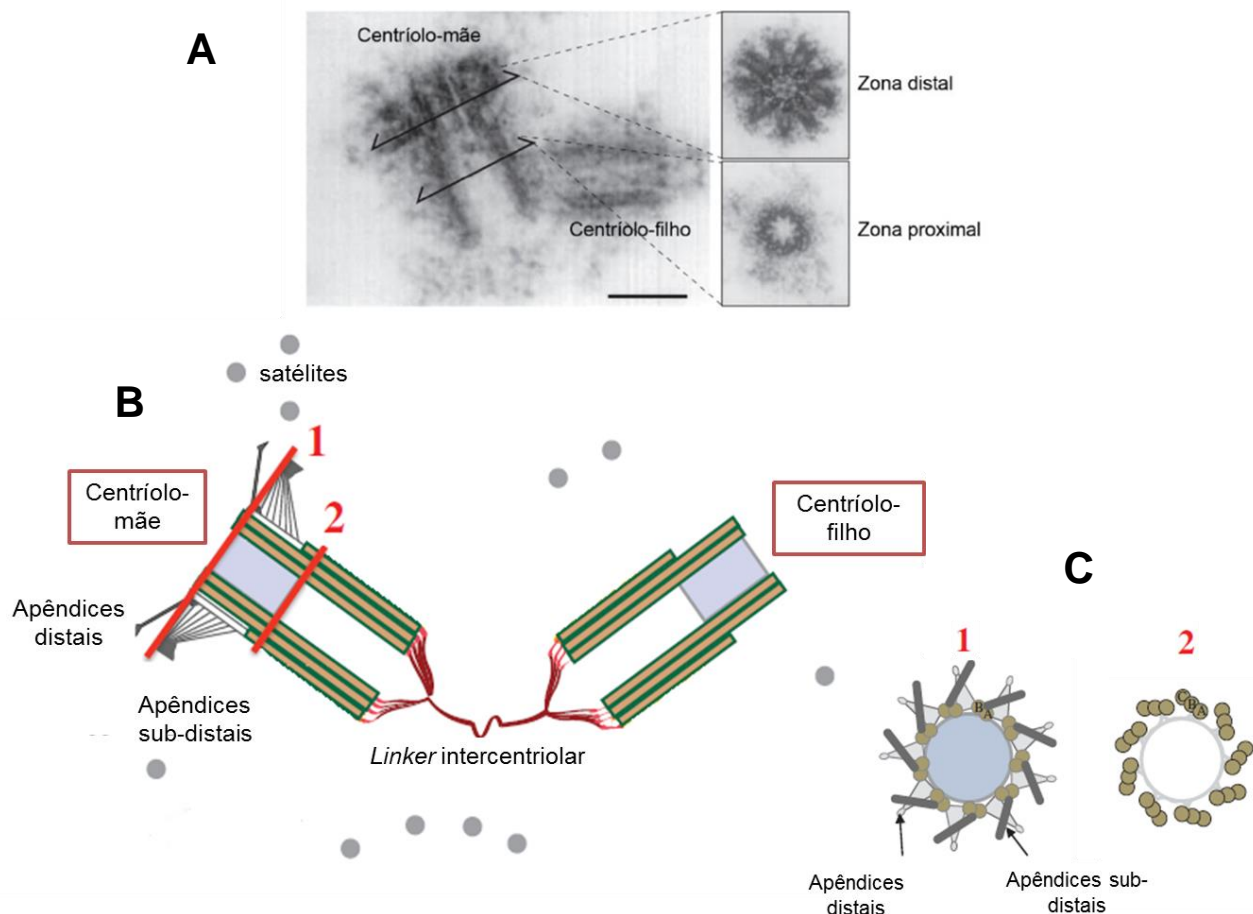 A
Centríolo-mãe
Zona distal
Centríolo-filho
Zona proximal
satélites
B
1
Centríolo-
mãe
2
Centríolo-
filho
Apêndices
distais
Apêndices
sub-distais
Linker intercentriolar
C
1
2
B
A
C
B
A
Apêndices
distais
Apêndices sub-
distais